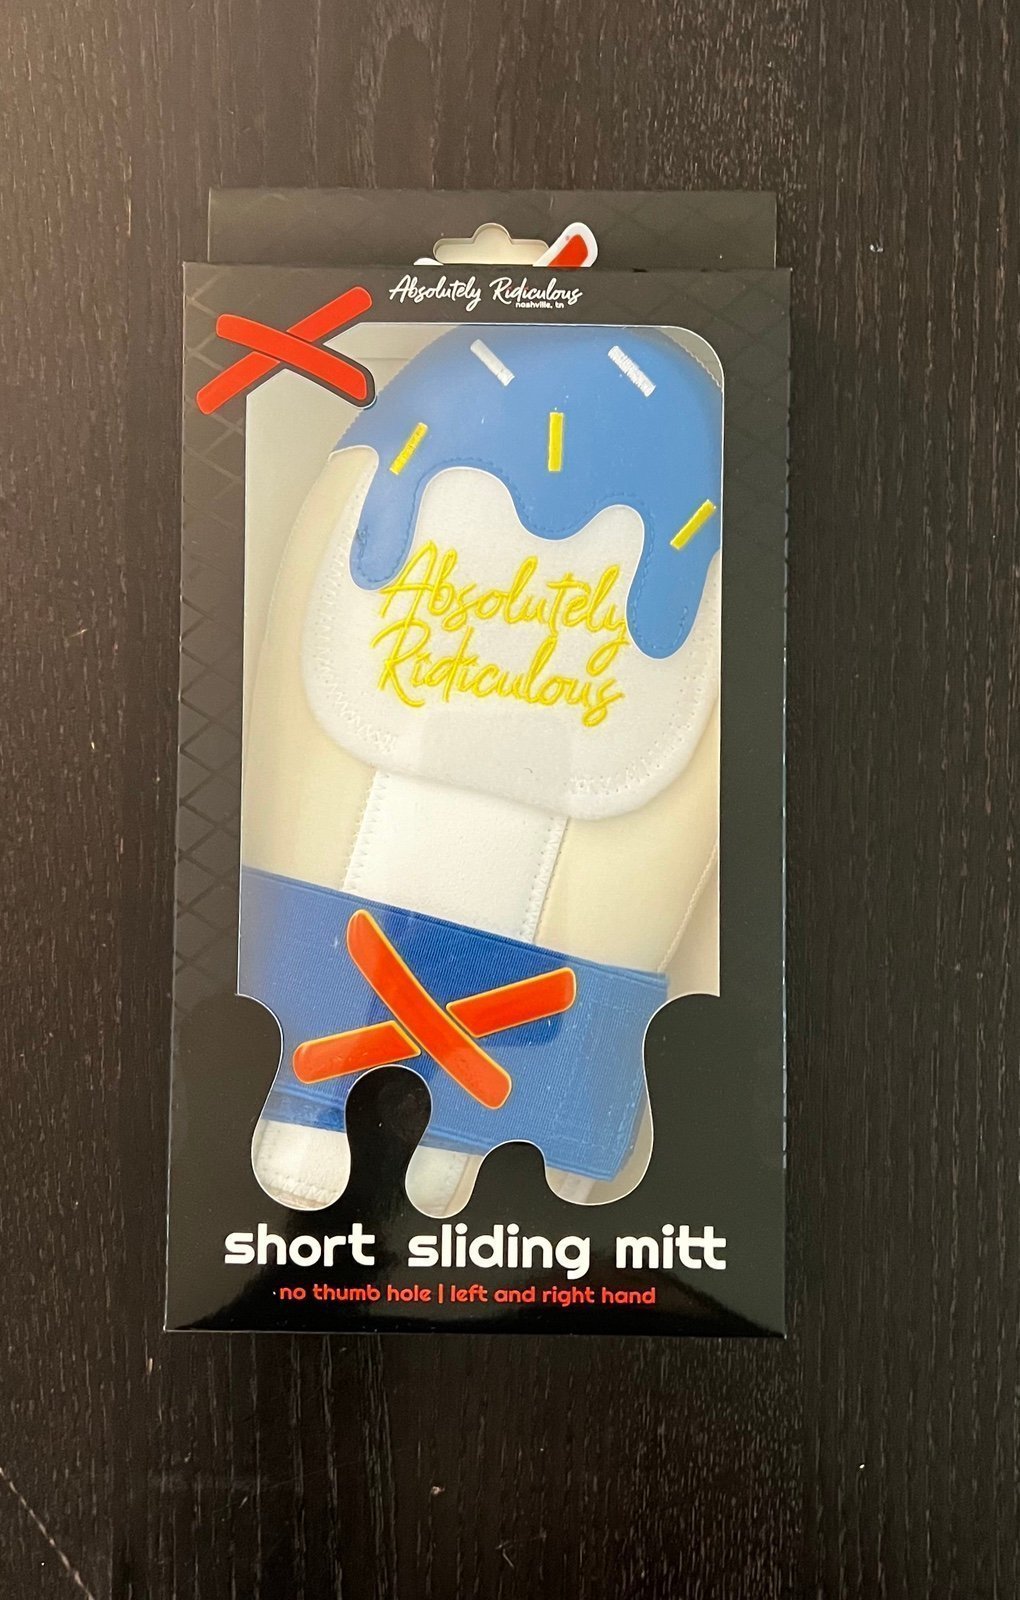 Absolutely Ridiculous
nashville, tn
Absolutely
Ridiculous
short sliding mitt
no thumb hole | left and right hand